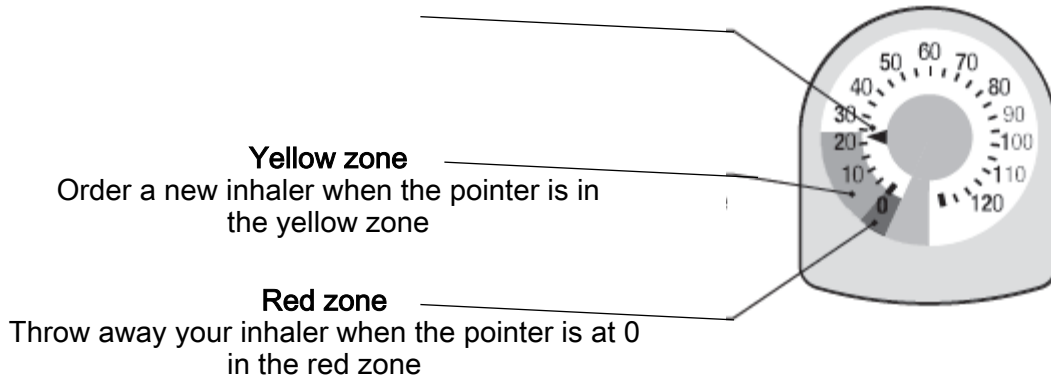 Yellow zone
Order a new inhaler when the pointer is in
the yellow zone
Red zone
Throw away your inhaler when the pointer is at 0
in the red zone
0
10
20
30
40
50
60
70
80
90
100
110
120